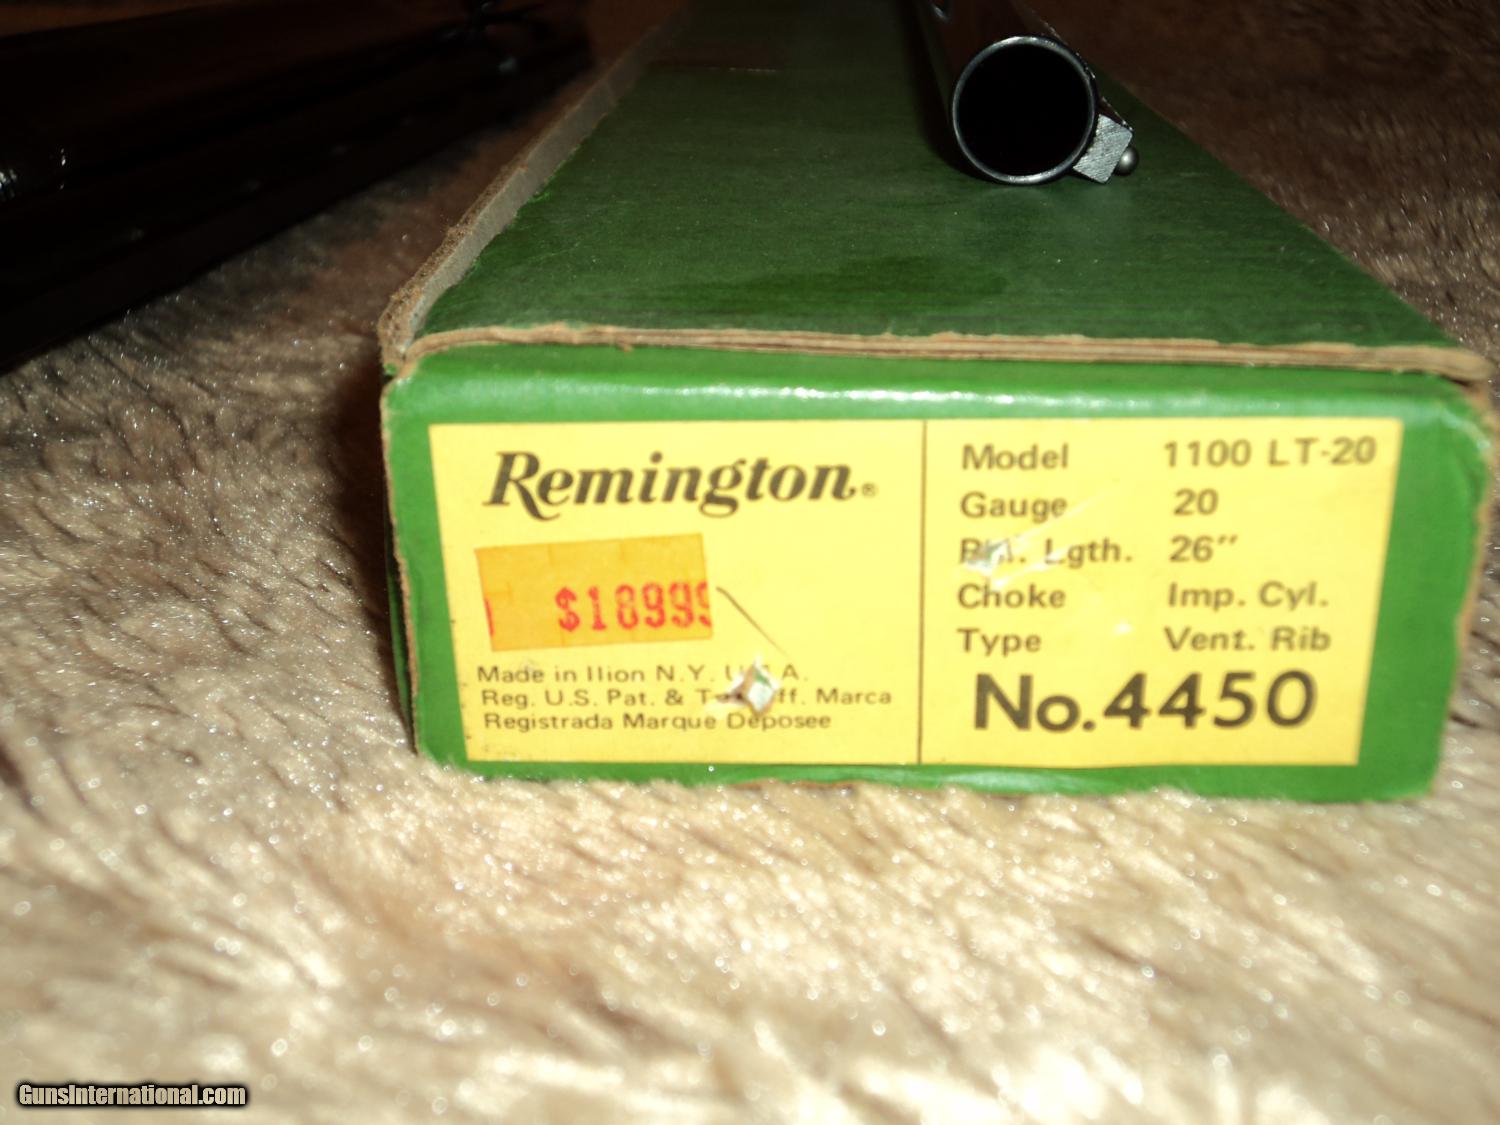 Remington®
$18999
Made in Ilion N.Y. U.S.A.
Reg. U.S. Pat. & Off. Marca
Registrada Marque Deposee
Model 1100 LT-20
Gauge 20
Lgth. 26"
Choke Imp. Cyl.
Type Vent. Rib
No.4450
GunsInternational.com